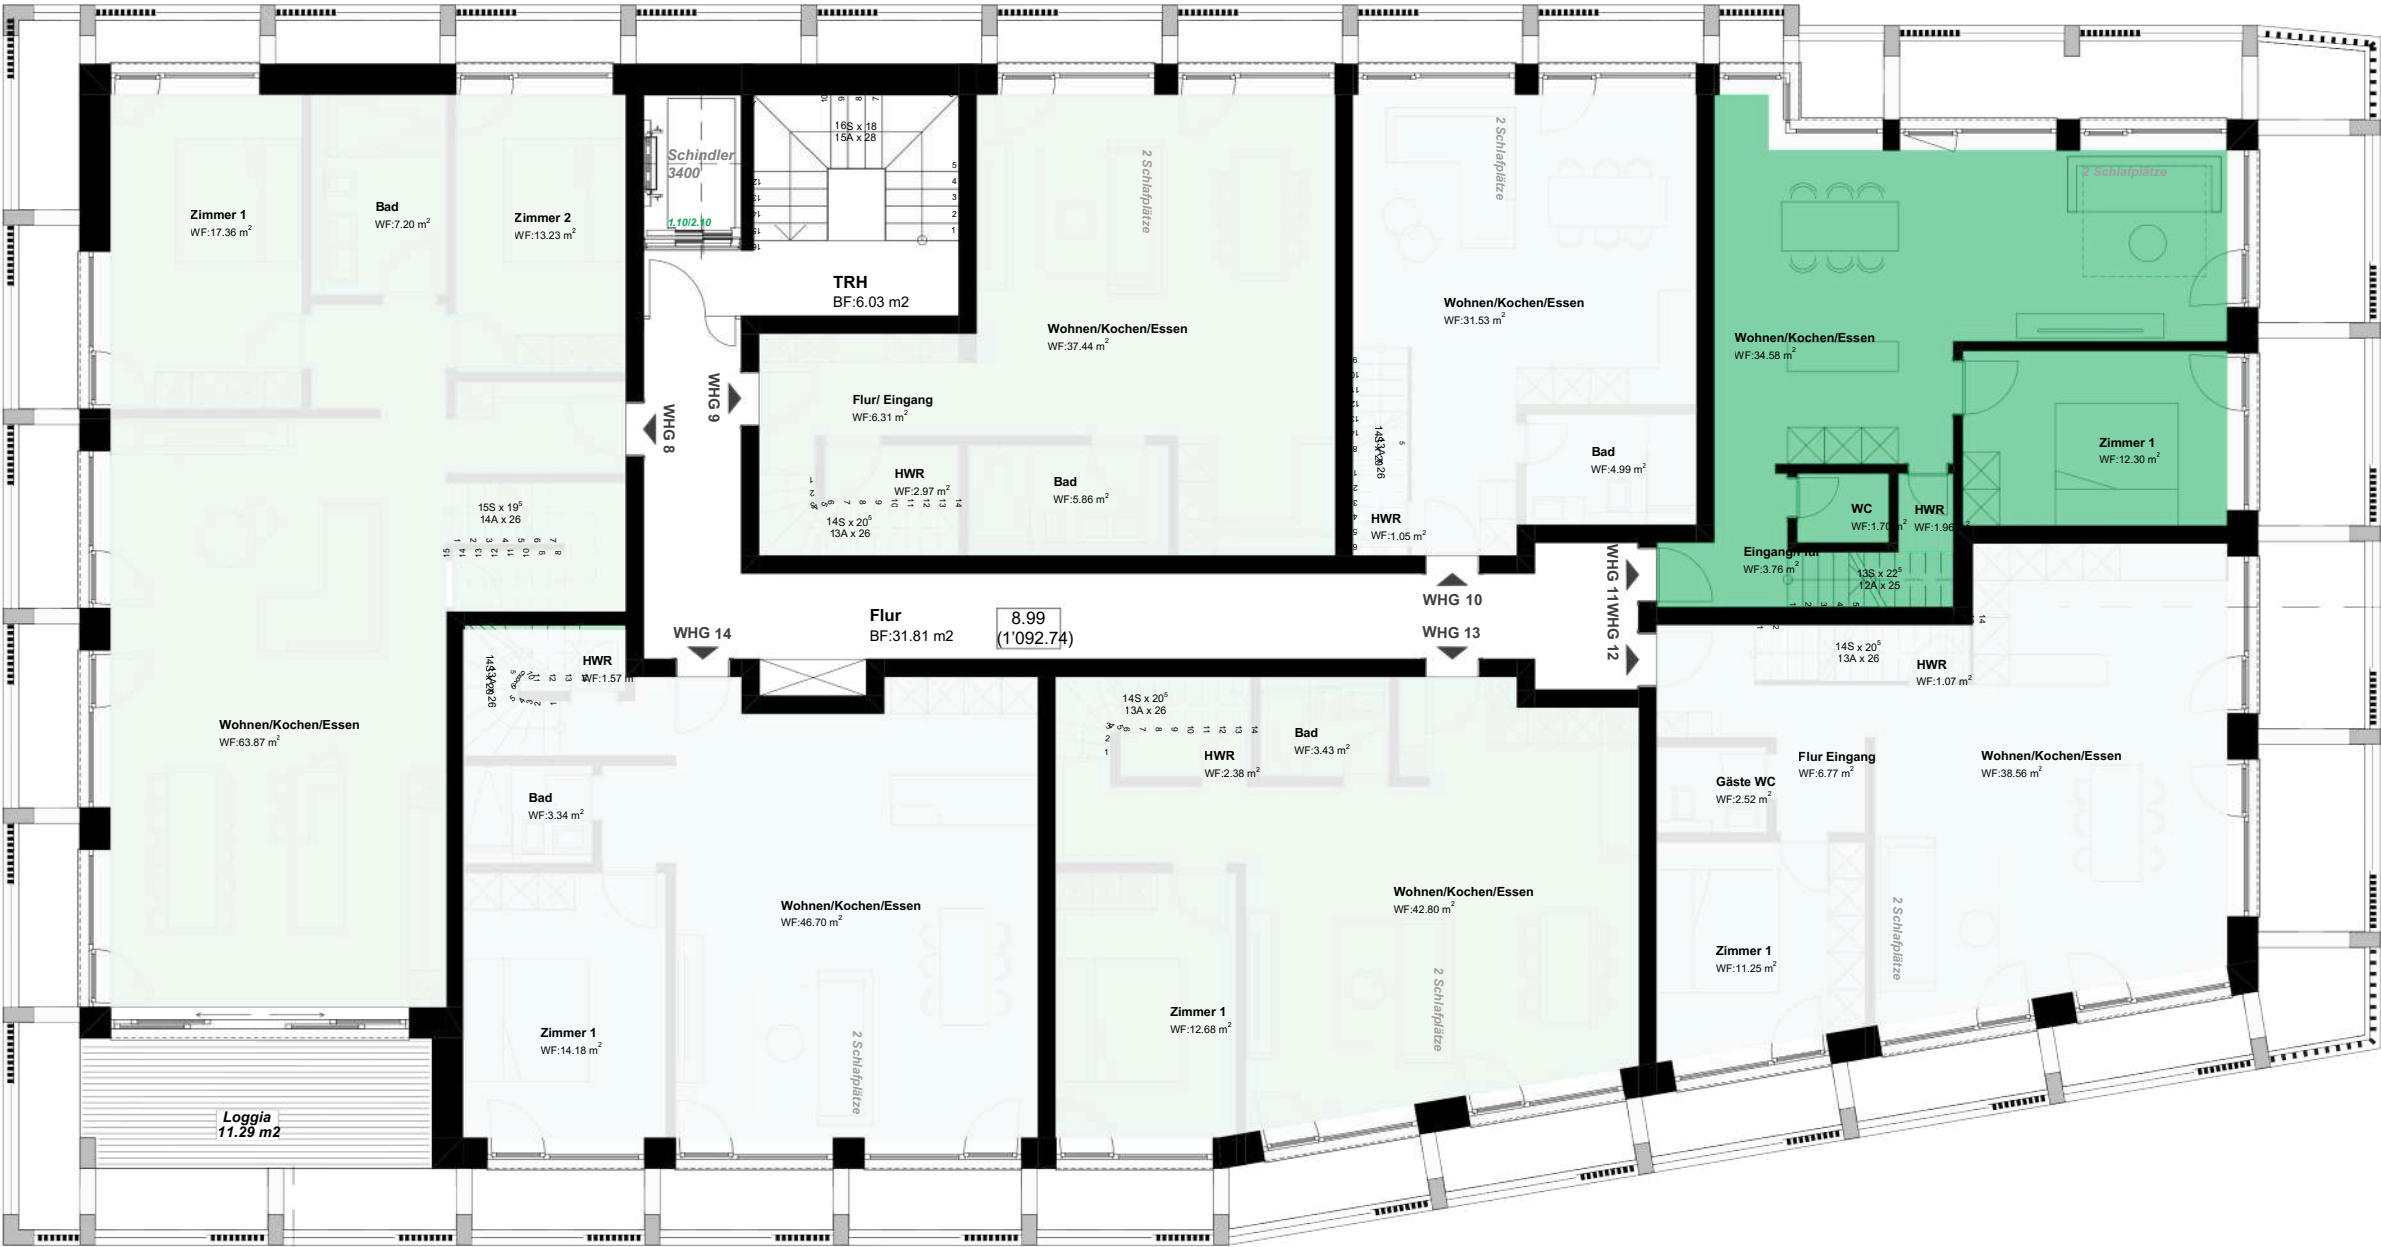 Zimmer 1
WF:17.36 m²
Bad
WF:7.20 m²
Zimmer 2
WF:13.23 m²
Schindler
3400
1.10/2.10
16S x 18
15A x 28
TRH
BF:6.03 m2
2 Schlafplätze
Wohnen/Kochen/Essen
WF:37.44 m²
Flur/ Eingang
WF:6.31 m²
HWR
WF:2.97 m²
14S x 20⁵
13A x 26
Bad
WF:5.86 m²
2 Schlafplätze
Wohnen/Kochen/Essen
WF:31.53 m²
Bad
WF:4.99 m²
HWR
WF:1.05 m²
2 Schlafplätze
Wohnen/Kochen/Essen
WF:34.58 m²
Zimmer 1
WF:12.30 m²
WC
WF:1.70 m²
HWR
WF:1.96 m²
Eingang/Flur
WF:3.76 m²
13S x 22⁵
12A x 25
WHG 8
WHG 9
15S x 19⁵
14A x 26
Flur
BF:31.81 m2
8.99
(1'092.74)
WHG 10
WHG 11
WHG 12
WHG 13
WHG 14
Wohnen/Kochen/Essen
WF:63.87 m²
Loggia
11.29 m2
HWR
WF:1.57 m
Bad
WF:3.34 m²
Wohnen/Kochen/Essen
WF:46.70 m²
Zimmer 1
WF:14.18 m²
2 Schlafplätze
14S x 20⁵
13A x 26
HWR
WF:2.38 m²
Bad
WF:3.43 m²
Wohnen/Kochen/Essen
WF:42.80 m²
Zimmer 1
WF:12.68 m²
2 Schlafplätze
14S x 20⁵
13A x 26
HWR
WF:1.07 m²
Flur Eingang
WF:6.77 m²
Gäste WC
WF:2.52 m²
Wohnen/Kochen/Essen
WF:38.56 m²
Zimmer 1
WF:11.25 m²
2 Schlafplätze